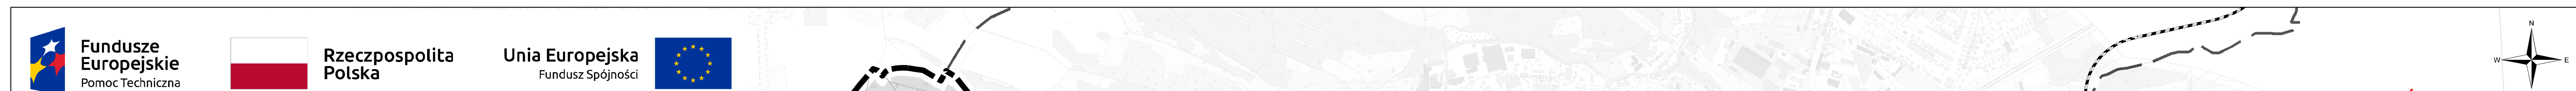 Fundusze
Europejskie
Pomoc Techniczna
Rzeczpospolita
Polska
Unia Europejska
Fundusz Spójności
N
W
E